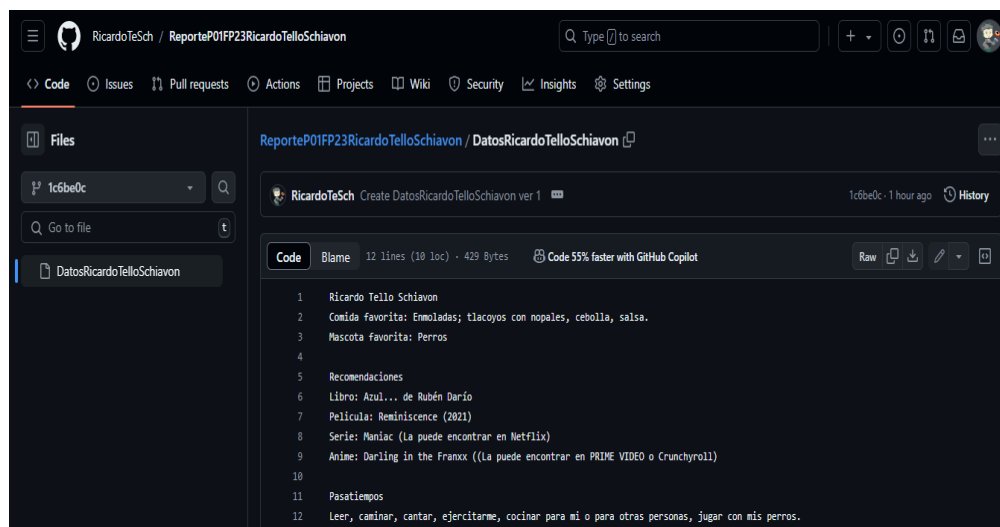 RicardoTeSch / ReporteP01FP23RicardoTelloSchiavon
Type / to search
Code Issues Pull requests Actions Projects Wiki Security Insights Settings
Files
ReporteP01FP23RicardoTelloSchiavon / DatosRicardoTelloSchiavon
1c6be0c
RicardoTeSch Create DatosRicardoTelloSchiavon ver 1
1c6be0c · 1 hour ago History
Go to file t
Code Blame 12 lines (10 loc) · 429 Bytes Code 55% faster with GitHub Copilot Raw
DatosRicardoTelloSchiavon
1 Ricardo Tello Schiavon
2 Comida favorita: Enmoladas; tlacoyos con nopales, cebolla, salsa.
3 Mascota favorita: Perros
4
5 Recomendaciones
6 Libro: Azul... de Rubén Darío
7 Pelicula: Reminiscence (2021)
8 Serie: Maniac (La puede encontrar en Netflix)
9 Anime: Darling in the Franxx ((La puede encontrar en PRIME VIDEO o Crunchyroll)
10
11 Pasatiempos
12 Leer, caminar, cantar, ejercitarme, cocinar para mi o para otras personas, jugar con mis perros.